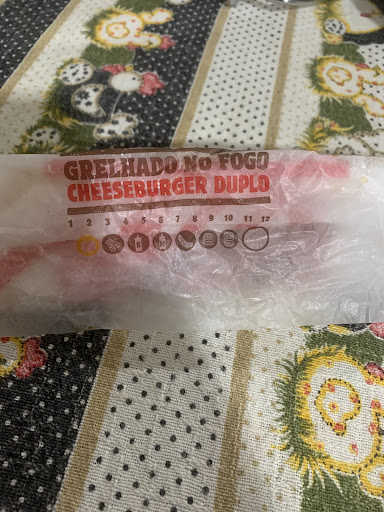 GRELHADO NO FOGO
CHEESEBURGER DUPLO
1 2 3 4 5 6 7 8 9 10 11 12